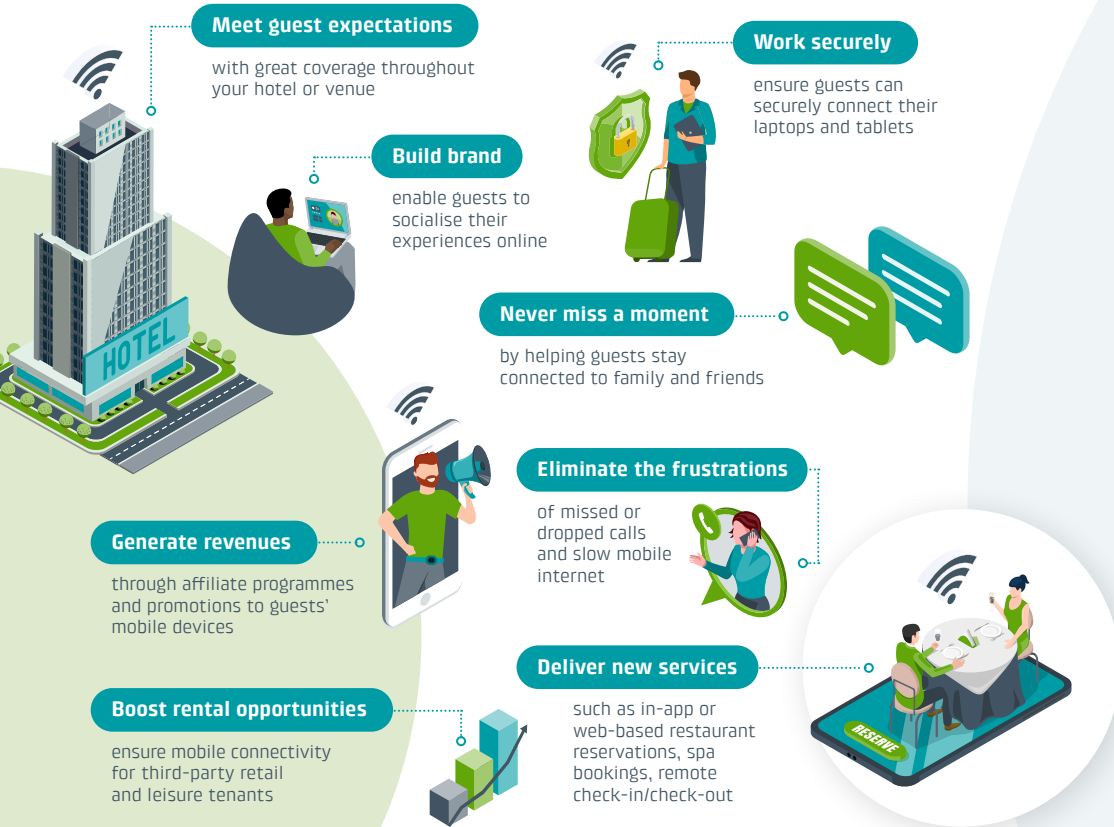 Meet guest expectations
with great coverage throughout
your hotel or venue
Work securely
ensure guests can
securely connect their
laptops and tablets
Build brand
enable guests to
socialise their
experiences online
HOTEL
Never miss a moment
by helping guests stay
connected to family and friends
Eliminate the frustrations
of missed or
dropped calls
and slow mobile
internet
Generate revenues
through affiliate programmes
and promotions to guests’
mobile devices
Deliver new services
such as in-app or
web-based restaurant
reservations, spa
bookings, remote
check-in/check-out
RESERVE
Boost rental opportunities
ensure mobile connectivity
for third-party retail
and leisure tenants